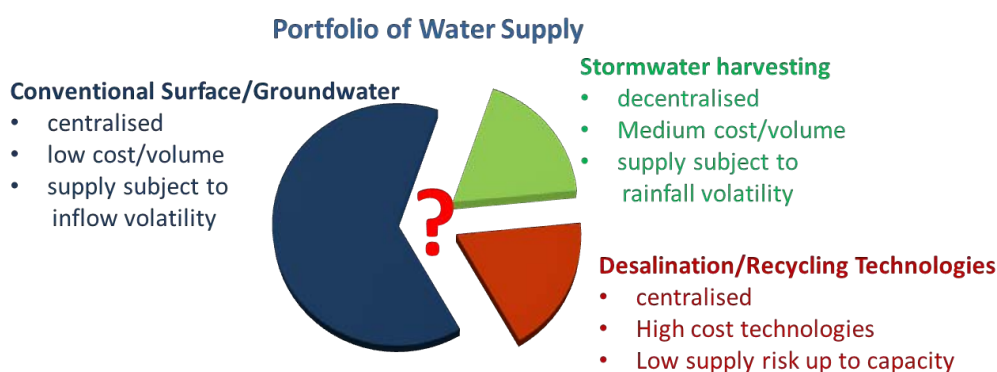 Portfolio of Water Supply
Conventional Surface/Groundwater
• centralised
• low cost/volume
• supply subject to
inflow volatility
?
Stormwater harvesting
• decentralised
• Medium cost/volume
• supply subject to
rainfall volatility
Desalination/Recycling Technologies
• centralised
• High cost technologies
• Low supply risk up to capacity